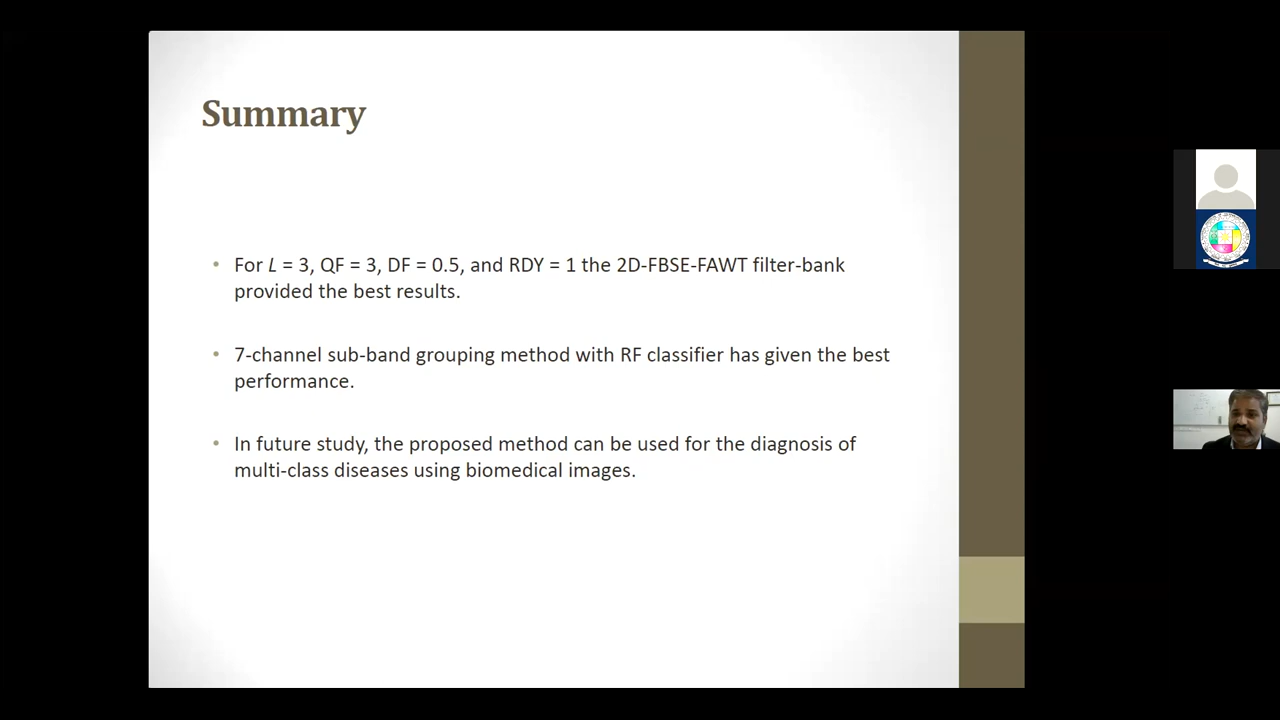 Summary
• For L = 3, QF = 3, DF = 0.5, and RDY = 1 the 2D-FBSE-FAWT filter-bank
provided the best results.
• 7-channel sub-band grouping method with RF classifier has given the best
performance.
• In future study, the proposed method can be used for the diagnosis of
multi-class diseases using biomedical images.